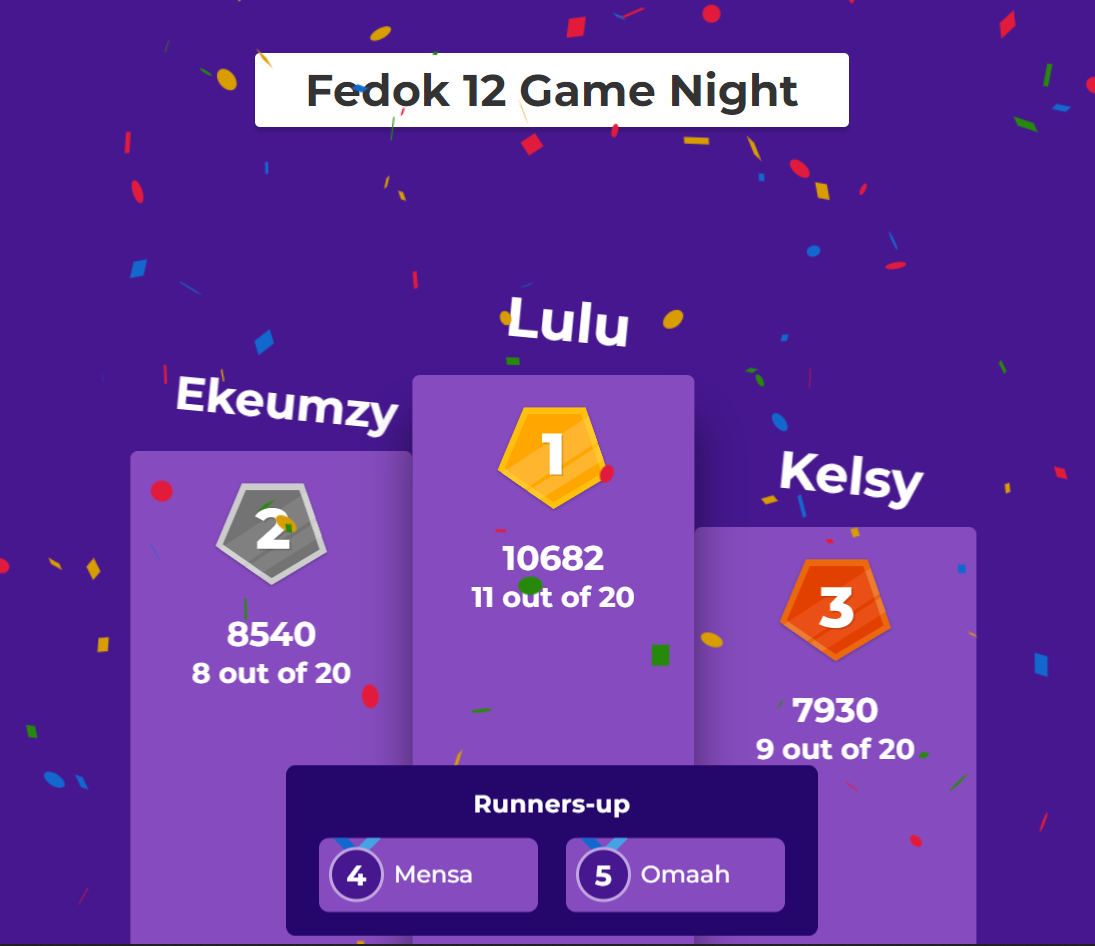 Fedok 12 Game Night
Lulu
1
10682
11 out of 20
Ekeumzy
2
8540
8 out of 20
Kelsy
3
7930
9 out of 20
Runners-up
4 Mensa
5 Omaah